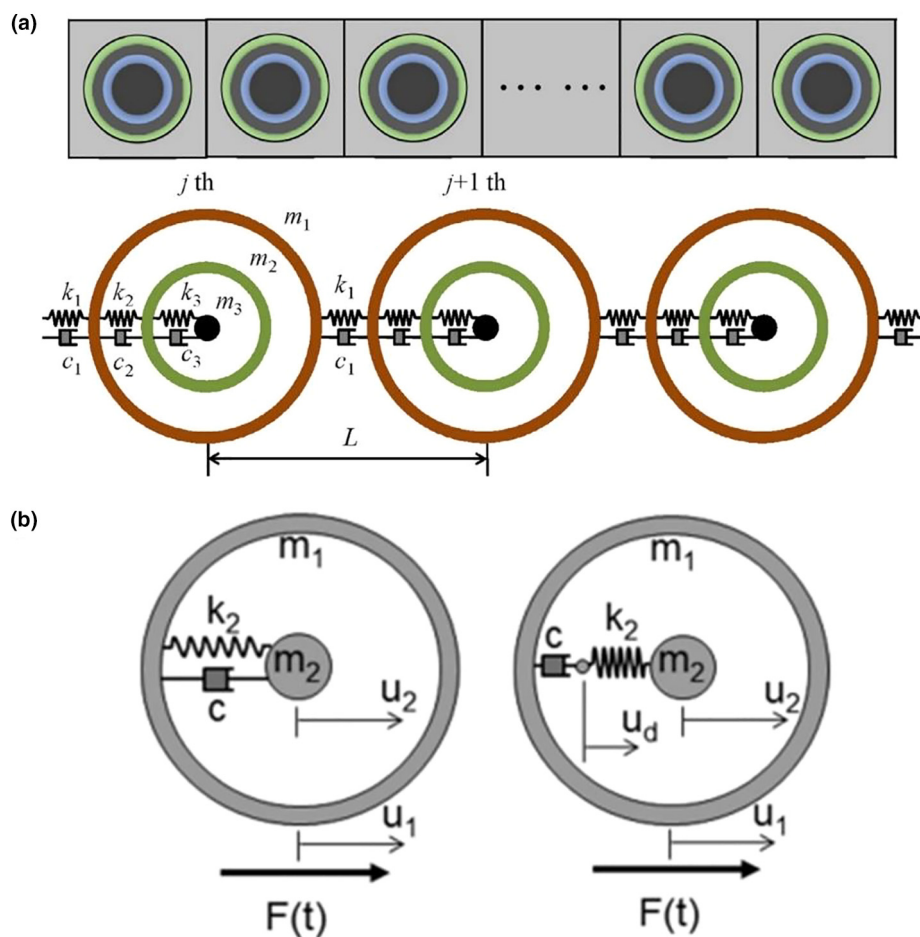 (a)
... ...
j th
j+1 th
m1
m2
k1 k2 k3 m3 k1
c1 c2 c3 c1
L
(b)
m1 m1
k2 c k2
m2 m2
c u2 ud u2
u1 u1
F(t) F(t)